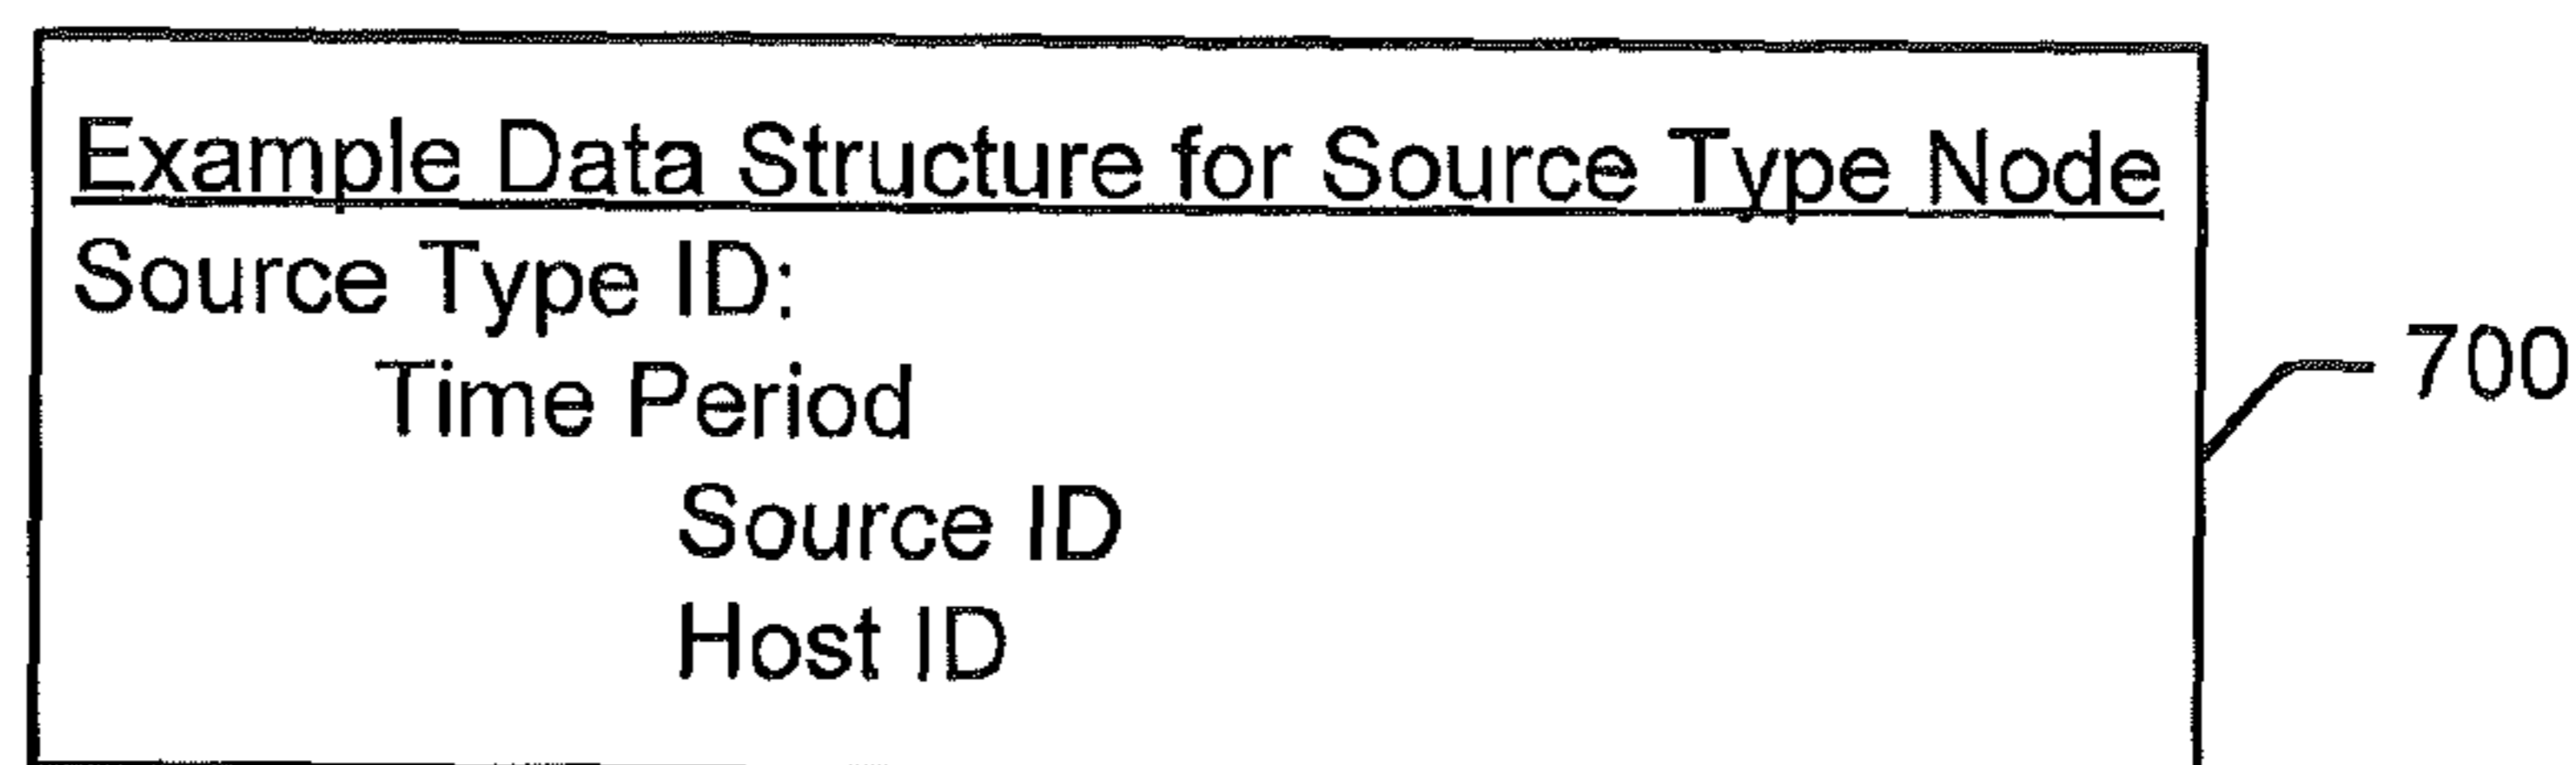 Example Data Structure for Source Type Node
Source Type ID:
Time Period
700
Source ID
Host ID